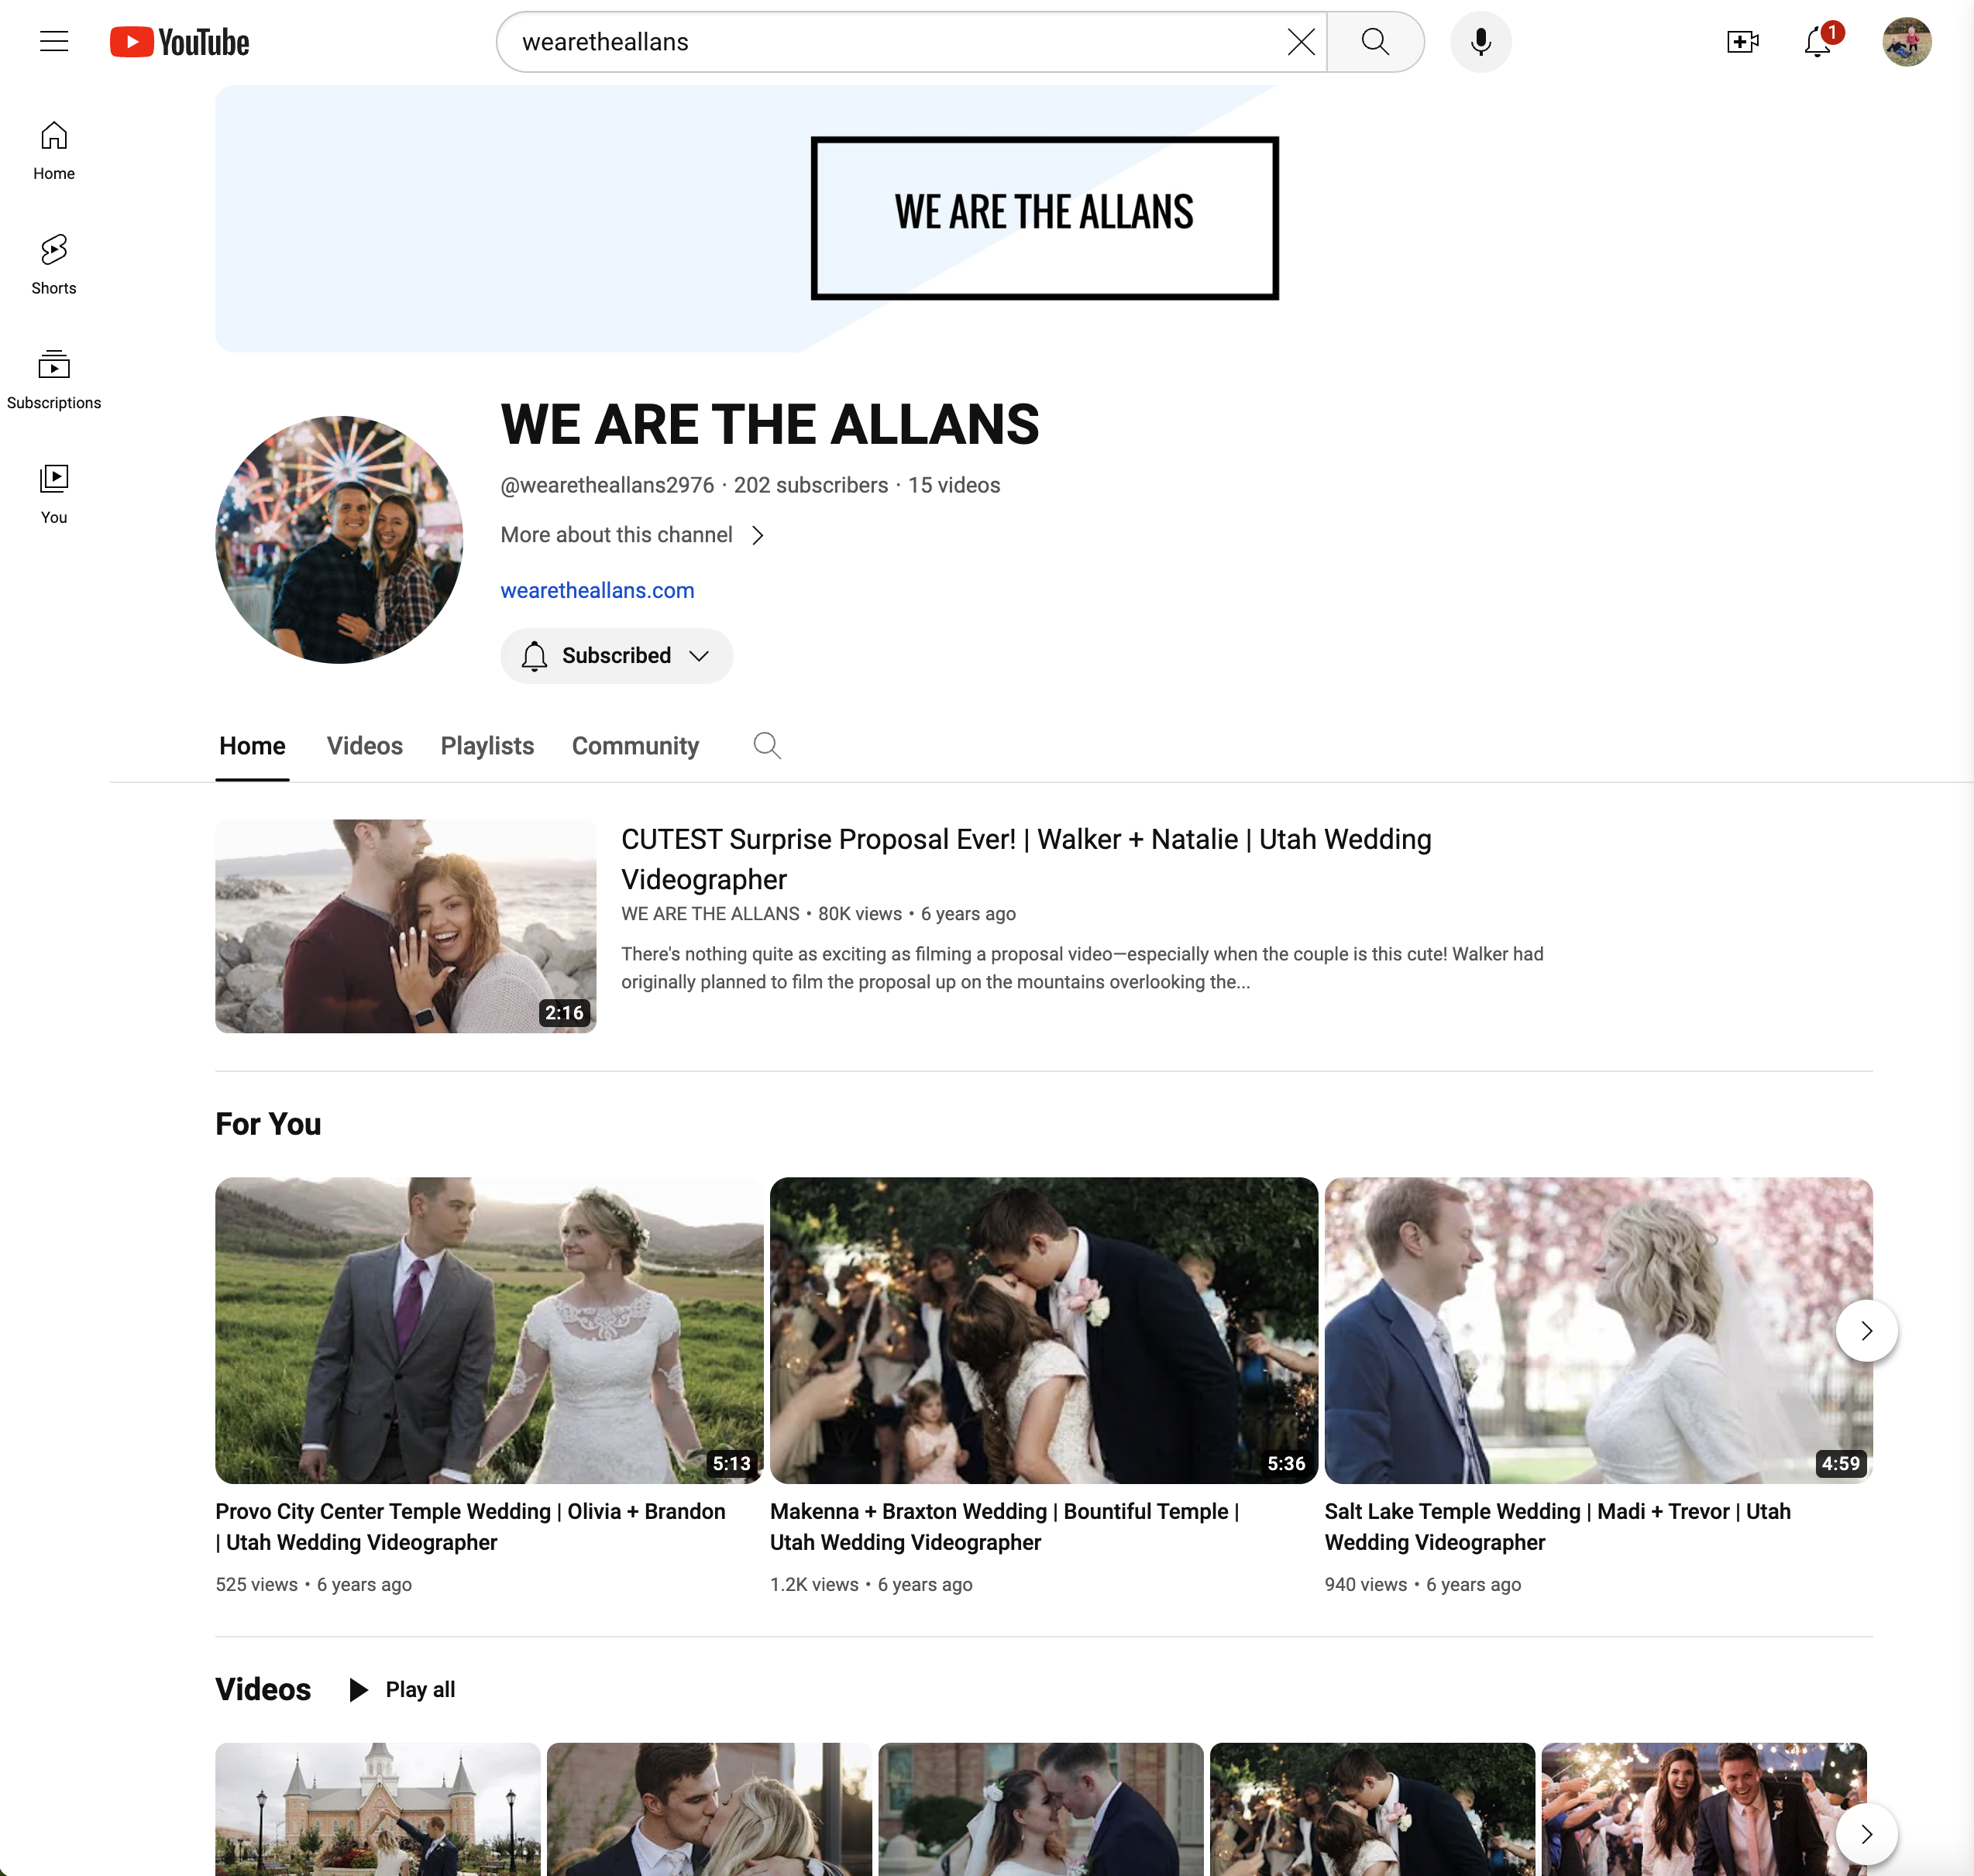 YouTube
wearetheallans
1
Home
Shorts
Subscriptions
You
WE ARE THE ALLANS
WE ARE THE ALLANS
@wearetheallans2976 · 202 subscribers · 15 videos
More about this channel
wearetheallans.com
Subscribed
Home Videos Playlists Community
2:16
CUTEST Surprise Proposal Ever! | Walker + Natalie | Utah Wedding
Videographer
WE ARE THE ALLANS • 80K views • 6 years ago
There's nothing quite as exciting as filming a proposal video—especially when the couple is this cute! Walker had
originally planned to film the proposal up on the mountains overlooking the...
For You
5:13
Provo City Center Temple Wedding | Olivia + Brandon
| Utah Wedding Videographer
525 views • 6 years ago
5:36
Makenna + Braxton Wedding | Bountiful Temple |
Utah Wedding Videographer
1.2K views • 6 years ago
4:59
Salt Lake Temple Wedding | Madi + Trevor | Utah
Wedding Videographer
940 views • 6 years ago
Videos Play all